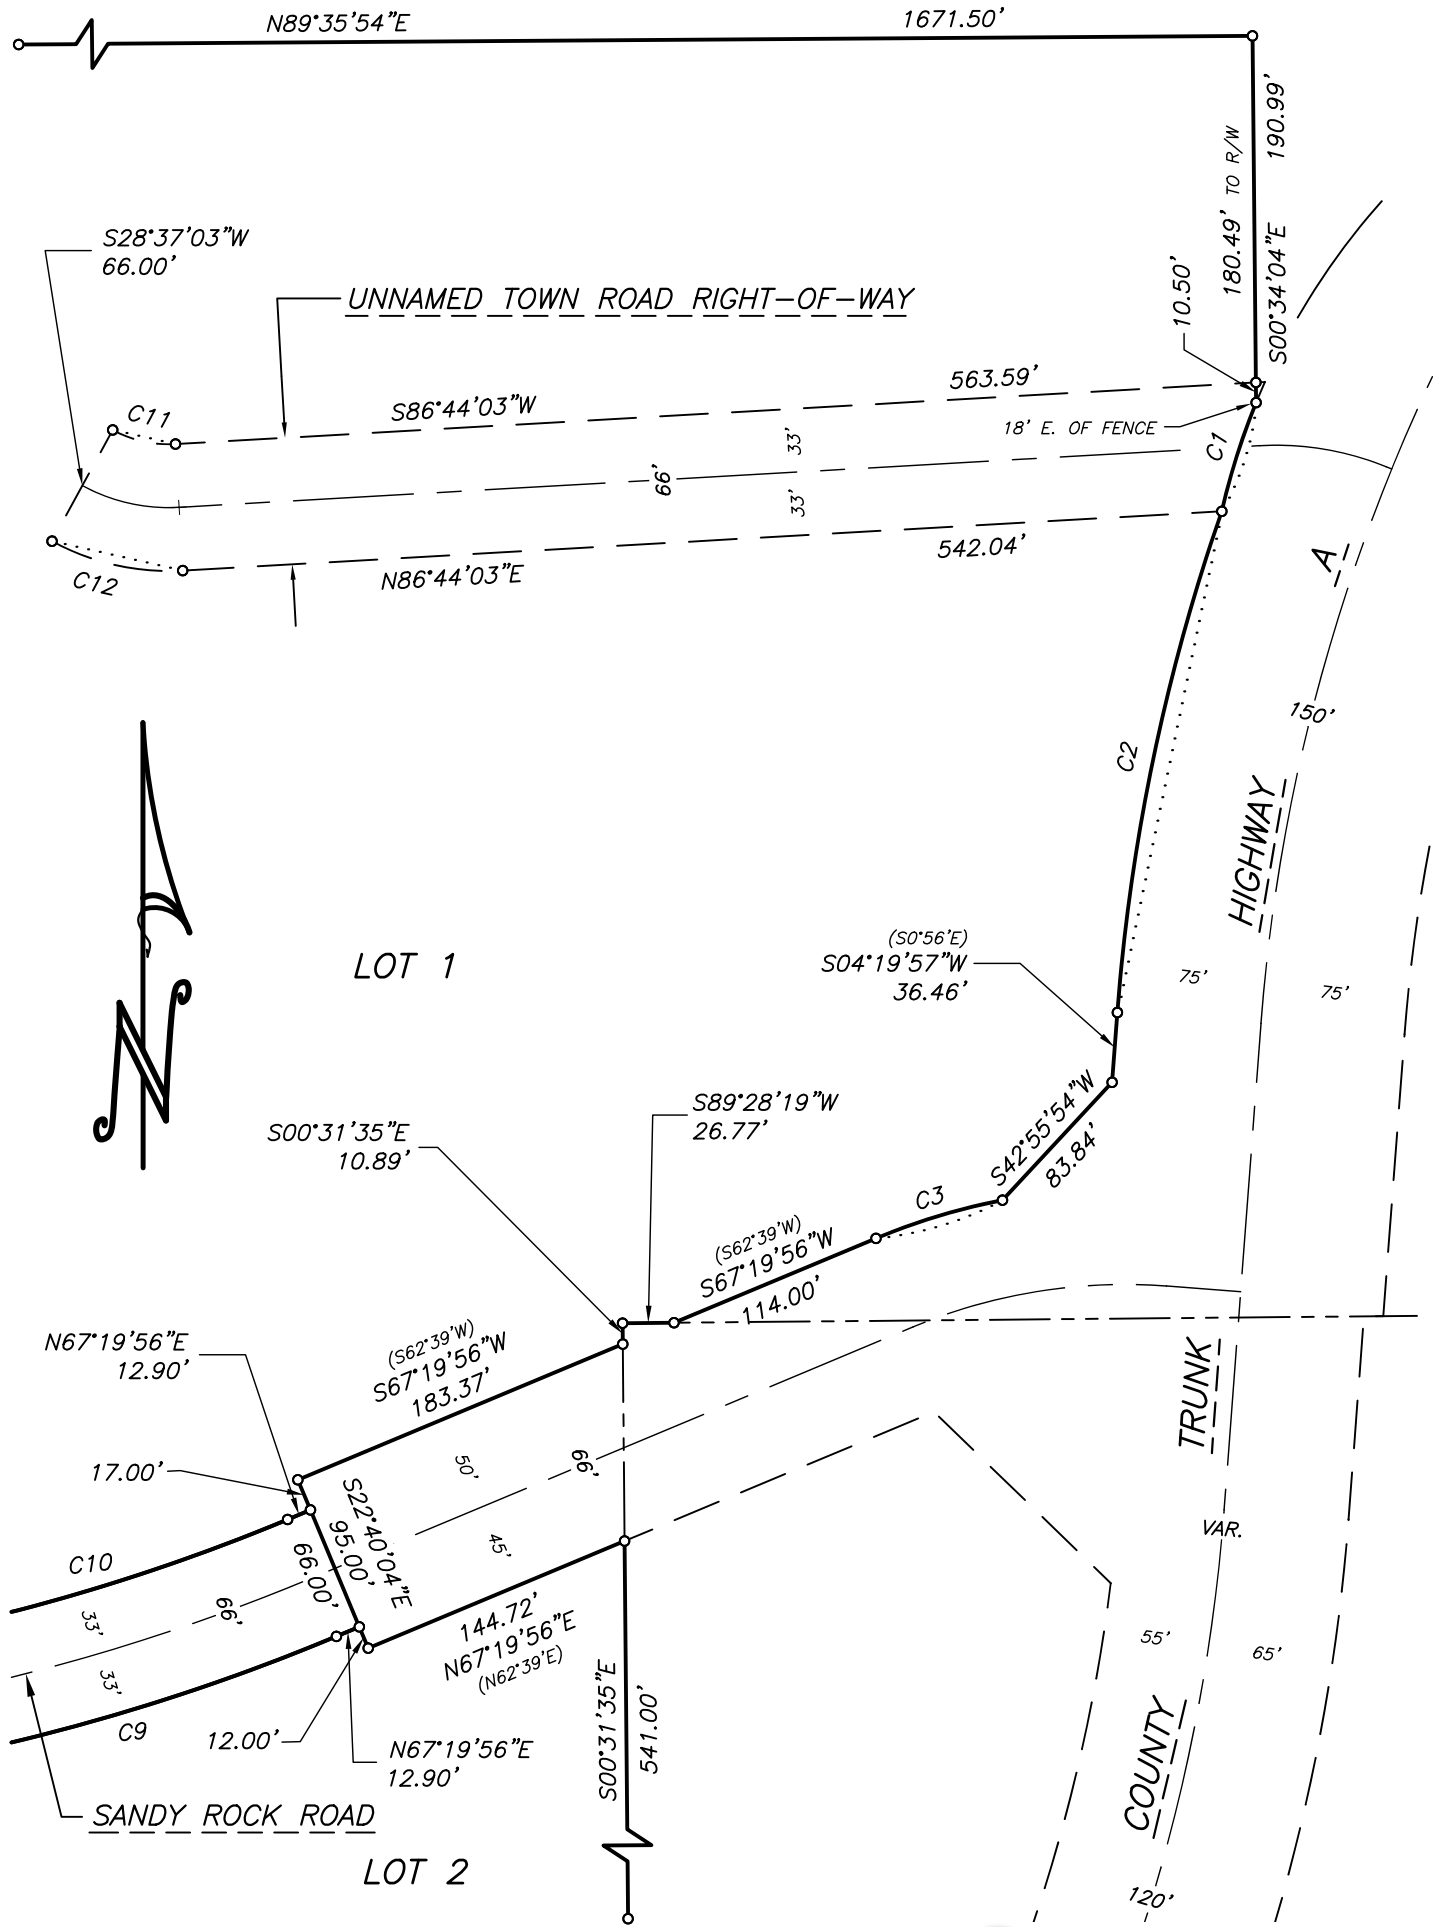 N89°35'54"E
1671.50'
190.99'
180.49' TO R/W
S00°34'04"E
10.50'
S28°37'03"W
66.00'
UNNAMED TOWN ROAD RIGHT-OF-WAY
563.59'
C11
S86°44'03"W
18' E. OF FENCE
C1
33'
66'
33'
542.04'
C12
N86°44'03"E
A
150'
C2
HIGHWAY
(S0°56'E)
S04°19'57"W
36.46'
LOT 1
75'
75'
N
S89°28'19"W
26.77'
S00°31'35"E
10.89'
S42°55'54"W
83.84'
C3
(S62°39'W)
S67°19'56"W
114.00'
N67°19'56"E
12.90'
(S62°39'W)
S67°19'56"W
183.37'
TRUNK
17.00'
50'
66'
S22°40'04"E
95.00'
66.00'
45'
VAR.
C10
33'
66'
33'
144.72'
N67°19'56"E
(N62°39'E)
55'
65'
C9
12.00'
N67°19'56"E
12.90'
S00°31'35"E
541.00'
COUNTY
SANDY ROCK ROAD
LOT 2
120'